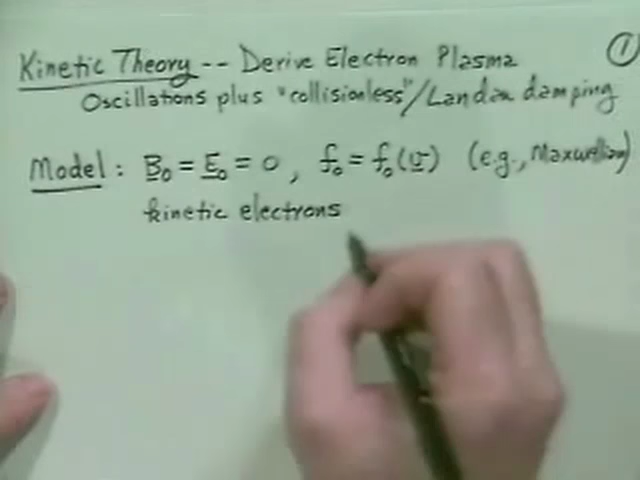 Kinetic Theory -- Derive Electron Plasma ①
Oscillations plus "collisionless"/Landau damping
Model: B₀ = E₀ = 0, f₀ = f₀(v) (e.g., Maxwellian)
kinetic electrons